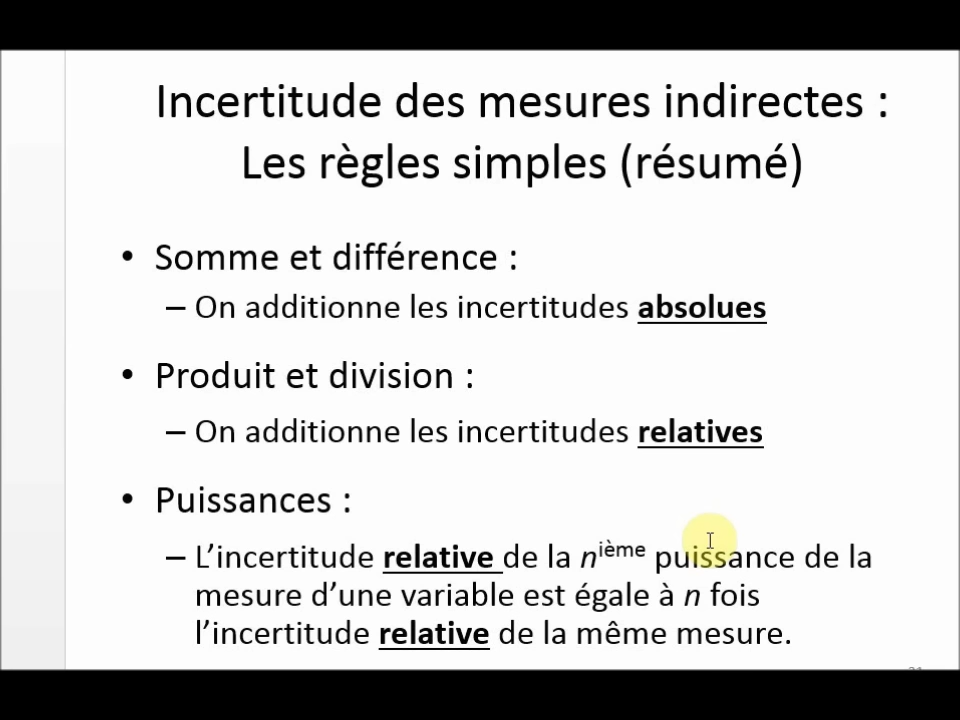 Incertitude des mesures indirectes :
Les règles simples (résumé)
• Somme et différence :
– On additionne les incertitudes absolues
• Produit et division :
– On additionne les incertitudes relatives
• Puissances :
– L’incertitude relative de la nième puissance de la
mesure d’une variable est égale à n fois
l’incertitude relative de la même mesure.